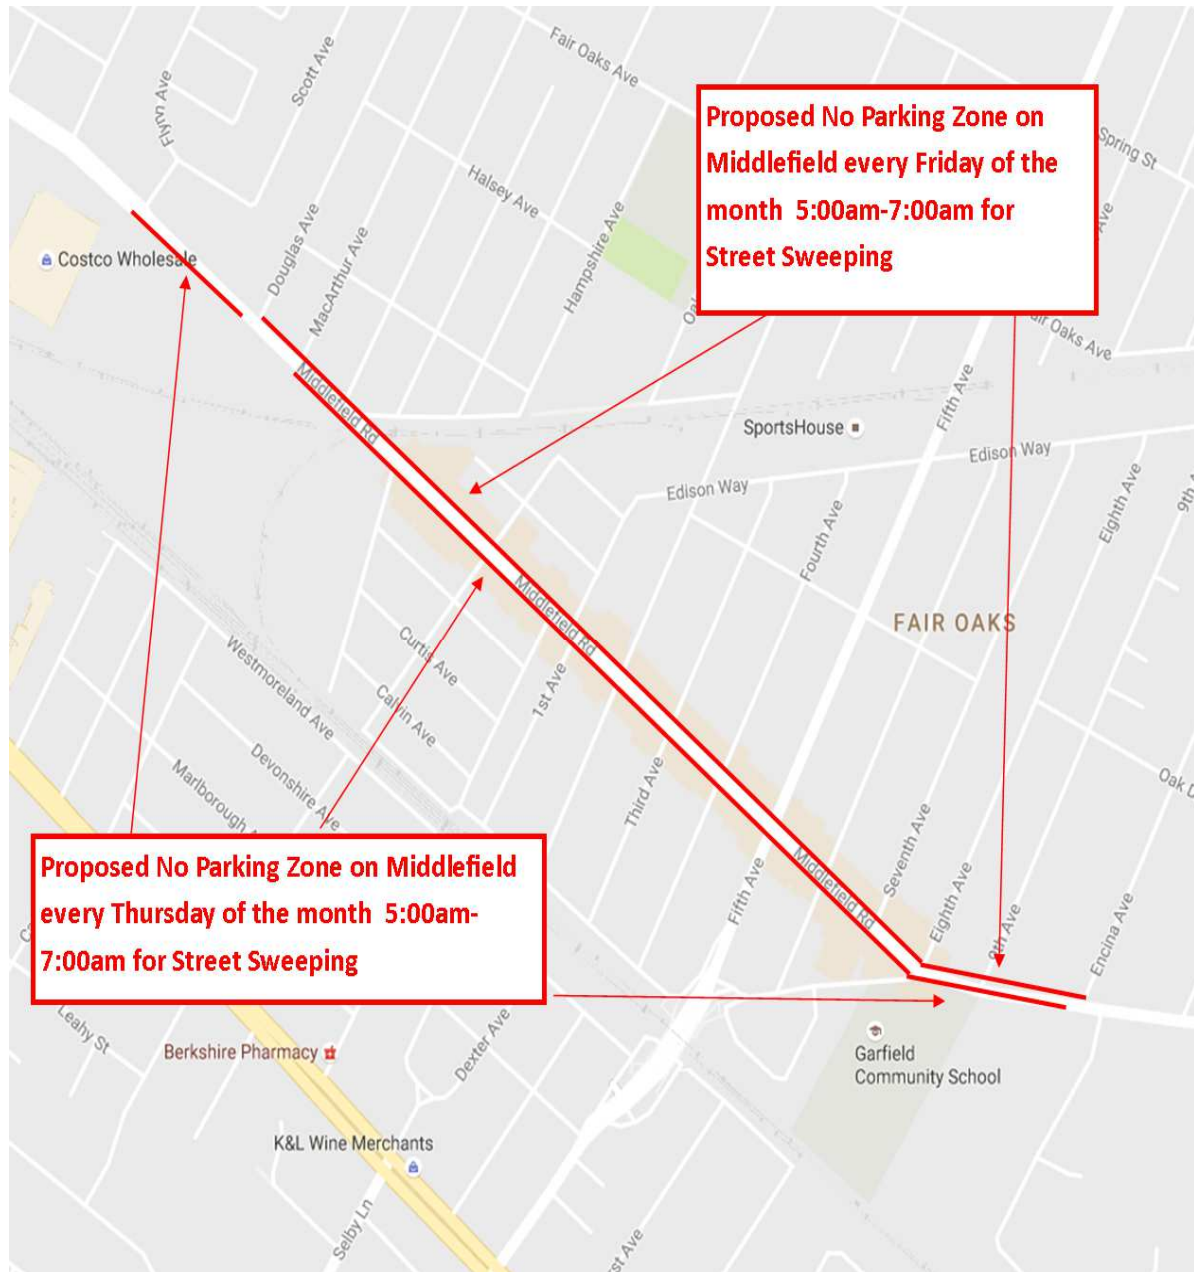 Fair Oaks Ave
Scott Ave
Flynn Ave
Proposed No Parking Zone on
Middlefield every Friday of the
month 5:00am-7:00am for
Street Sweeping
Spring St
Halsey Ave
Hampshire Ave
Douglas Ave
MacArthur Ave
Costco Wholesale
Ave
Oaks Ave
Middlefield Rd
Fifth Ave
SportsHouse
Edison Way
Edison Way
Eighth Ave
9th
Fourth Ave
Middlefield Rd
FAIR OAKS
Curtis Ave
Westmoreland Ave
1st Ave
Calvin Ave
Devonshire Ave
Marlborough
Third Ave
Oak
Proposed No Parking Zone on Middlefield
every Thursday of the month 5:00am-
7:00am for Street Sweeping
Middlefield Rd
Seventh Ave
Fifth Ave
Eighth Ave
9th Ave
Encina Ave
Leahy St
Berkshire Pharmacy
Dexter Ave
Garfield
Community School
K&L Wine Merchants
Selby Ln
Ave